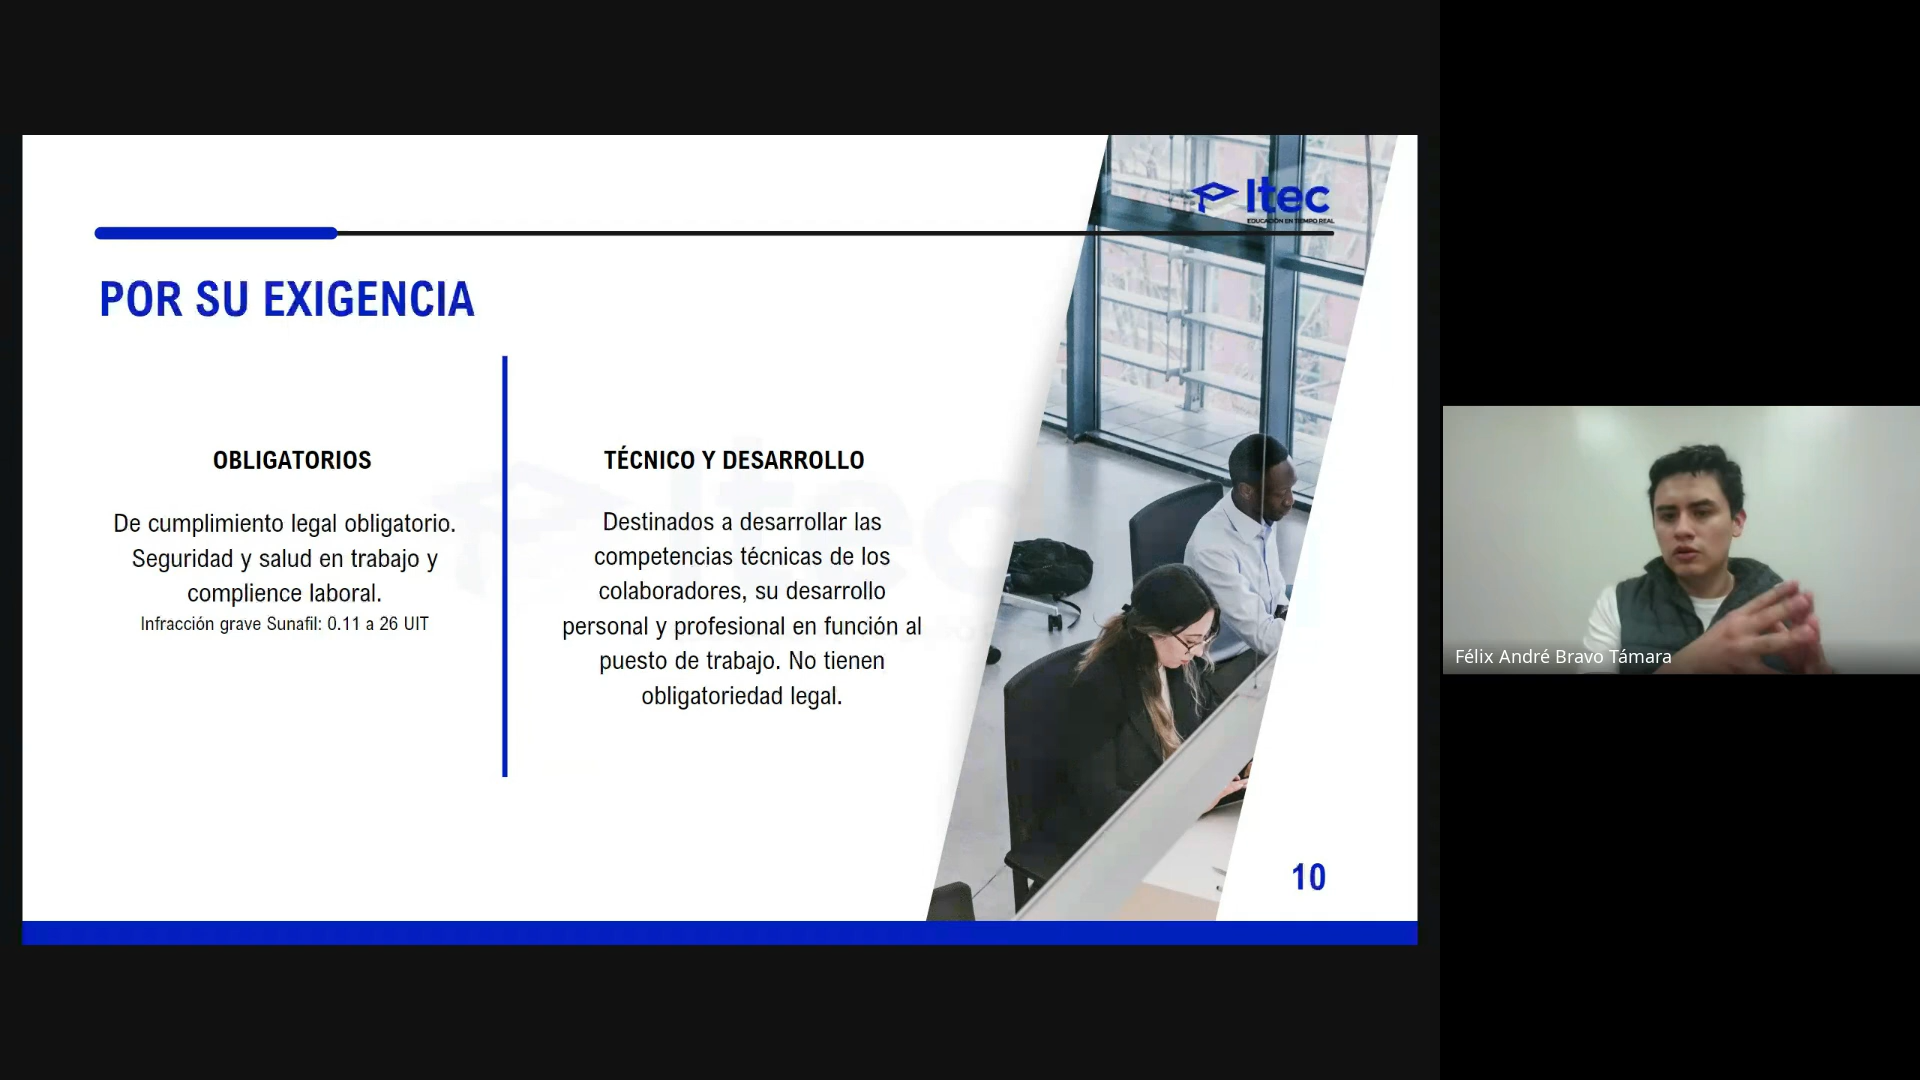 Itec
EDUCACIÓN EN TIEMPO REAL
POR SU EXIGENCIA
OBLIGATORIOS
De cumplimiento legal obligatorio.
Seguridad y salud en trabajo y
complience laboral.
Infracción grave Sunafil: 0.11 a 26 UIT
TÉCNICO Y DESARROLLO
Destinados a desarrollar las
competencias técnicas de los
colaboradores, su desarrollo
personal y profesional en función al
puesto de trabajo. No tienen
obligatoriedad legal.
Itec
10
Félix André Bravo Támara